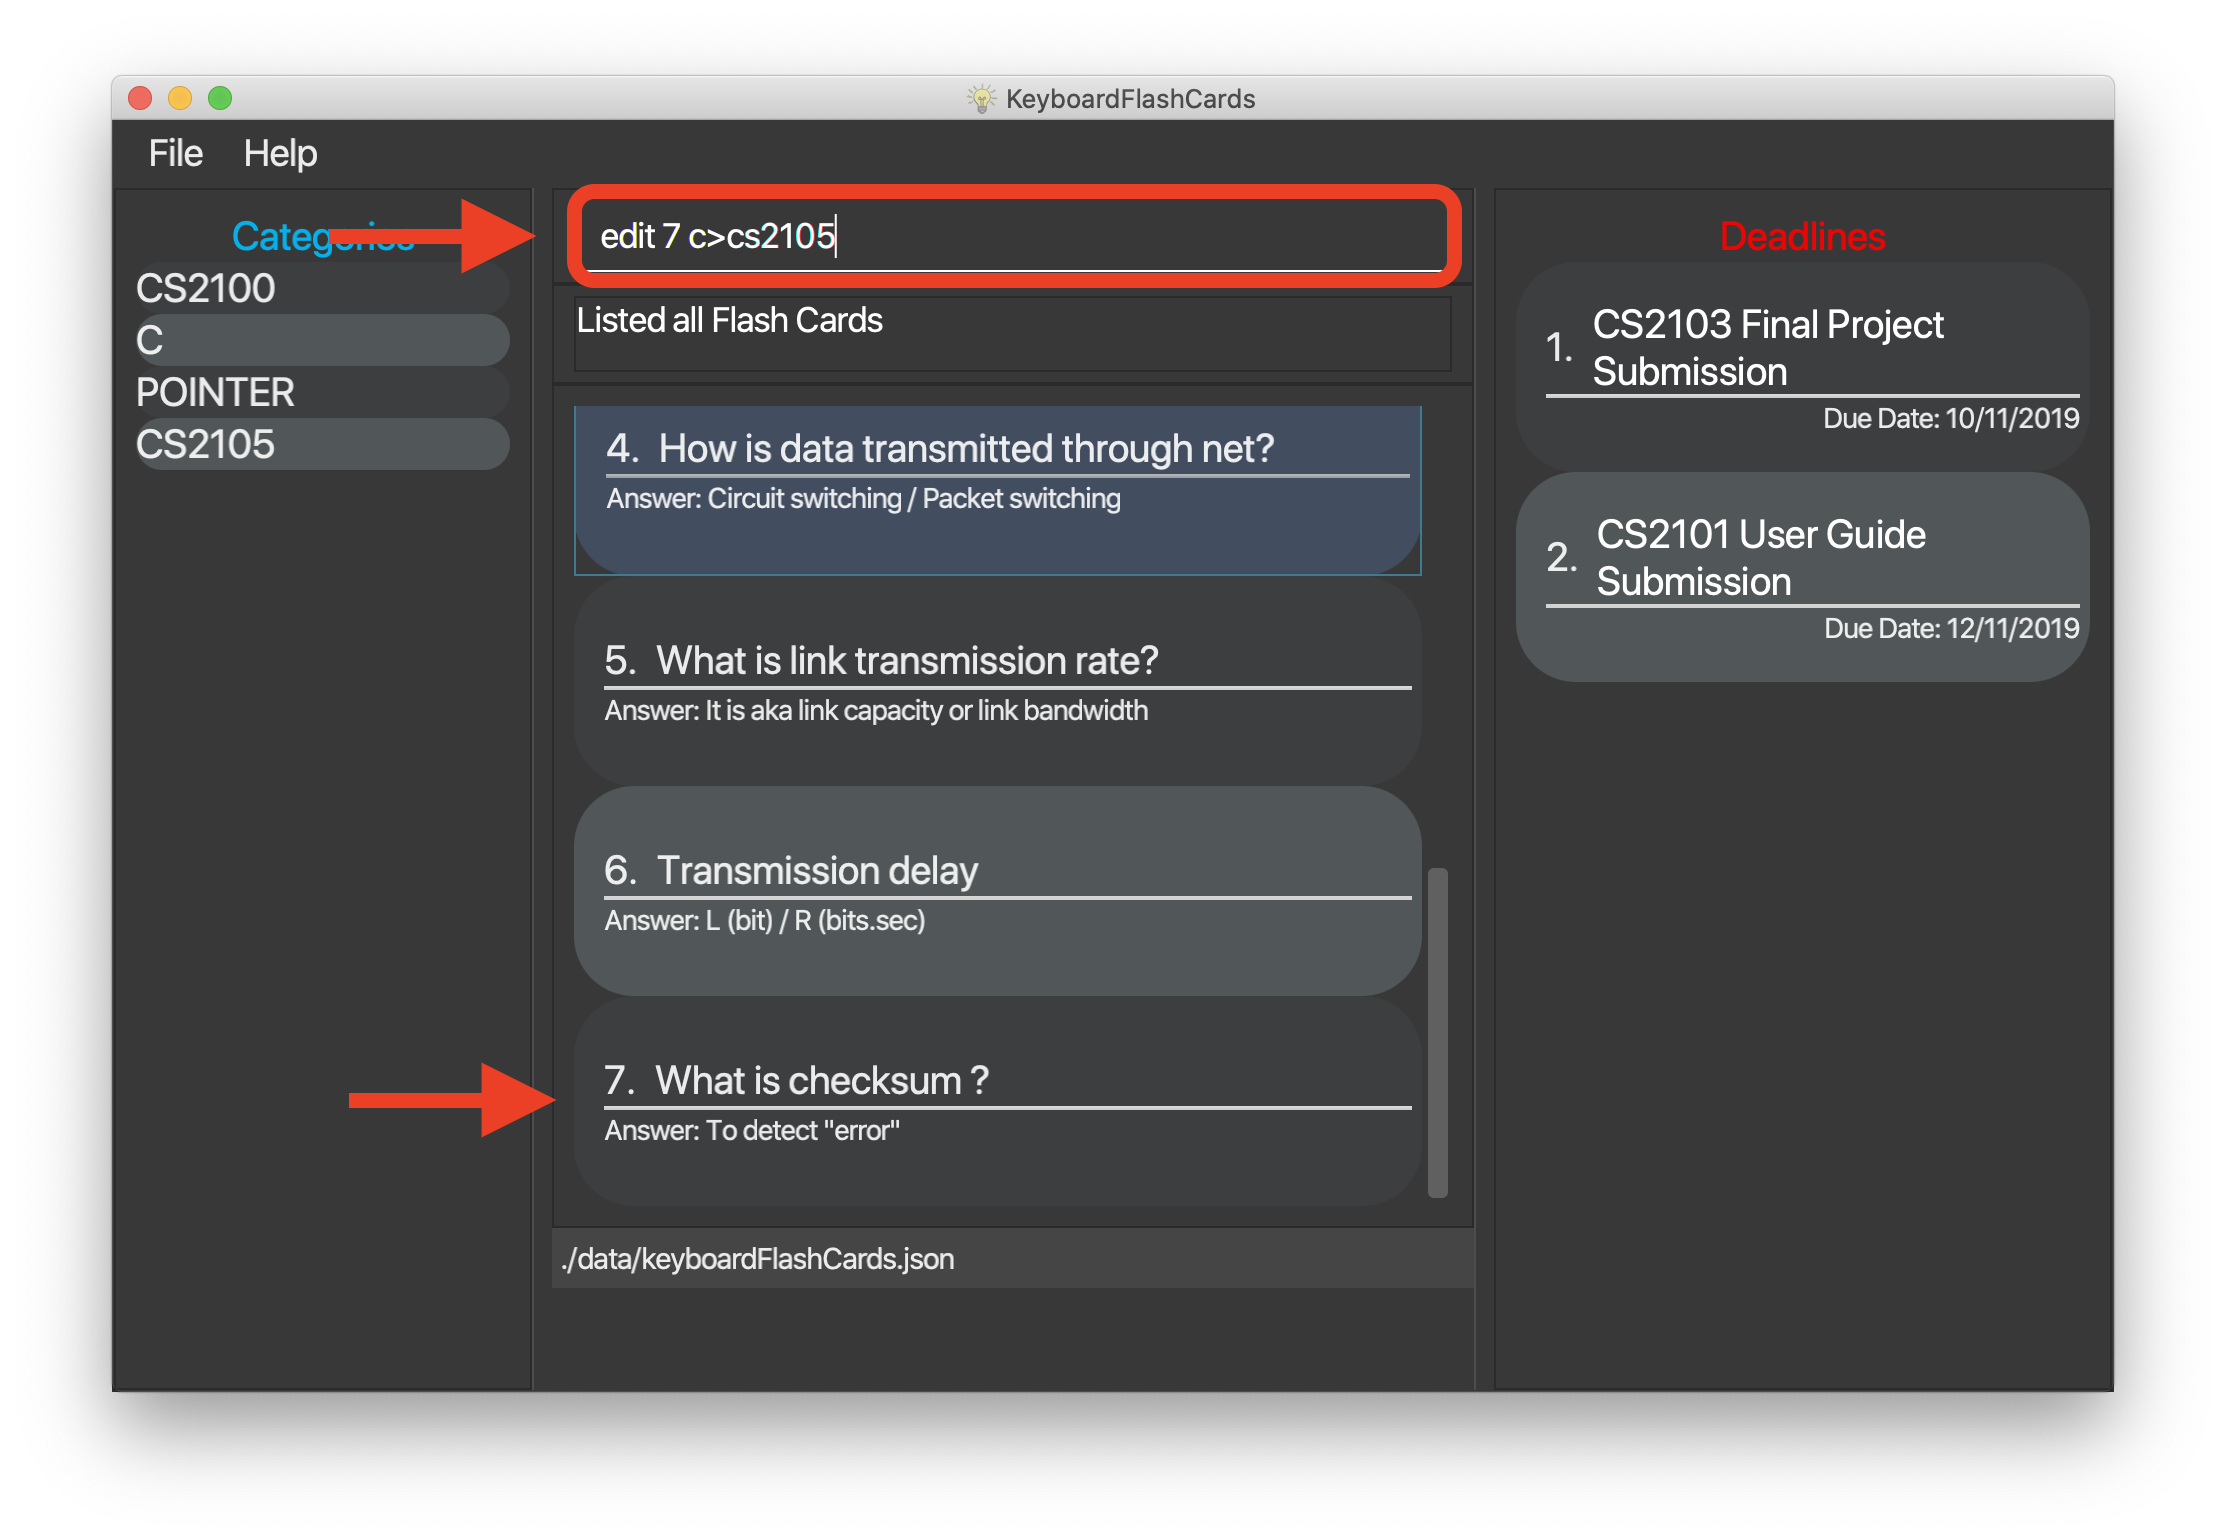 KeyboardFlashCards
File Help
Categories
CS2100
C
POINTER
CS2105
edit 7 c>cs2105
Listed all Flash Cards
4. How is data transmitted through net?
Answer: Circuit switching / Packet switching
5. What is link transmission rate?
Answer: It is aka link capacity or link bandwidth
6. Transmission delay
Answer: L (bit) / R (bits.sec)
7. What is checksum ?
Answer: To detect "error"
./data/keyboardFlashCards.json
Deadlines
1. CS2103 Final Project
Submission
Due Date: 10/11/2019
2. CS2101 User Guide
Submission
Due Date: 12/11/2019